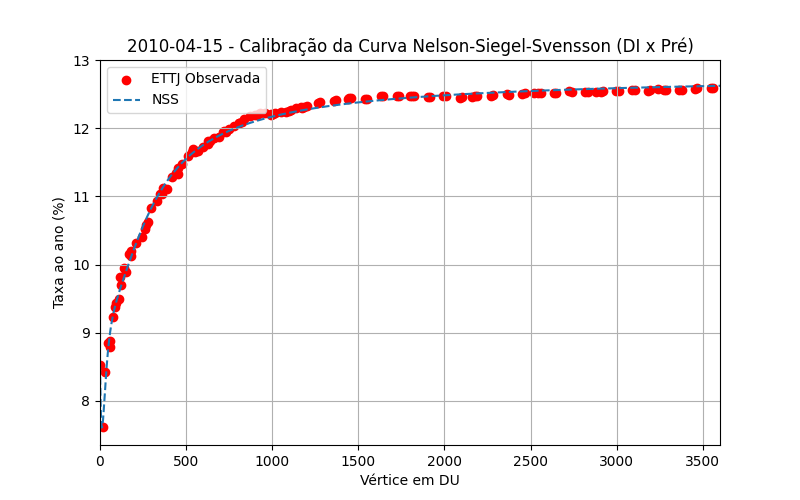 2010-04-15 - Calibração da Curva Nelson-Siegel-Svensson (DI x Pré)
ETTJ Observada
NSS
Taxa ao ano (%)
13
12
11
10
9
8
0 500 1000 1500 2000 2500 3000 3500
Vértice em DU